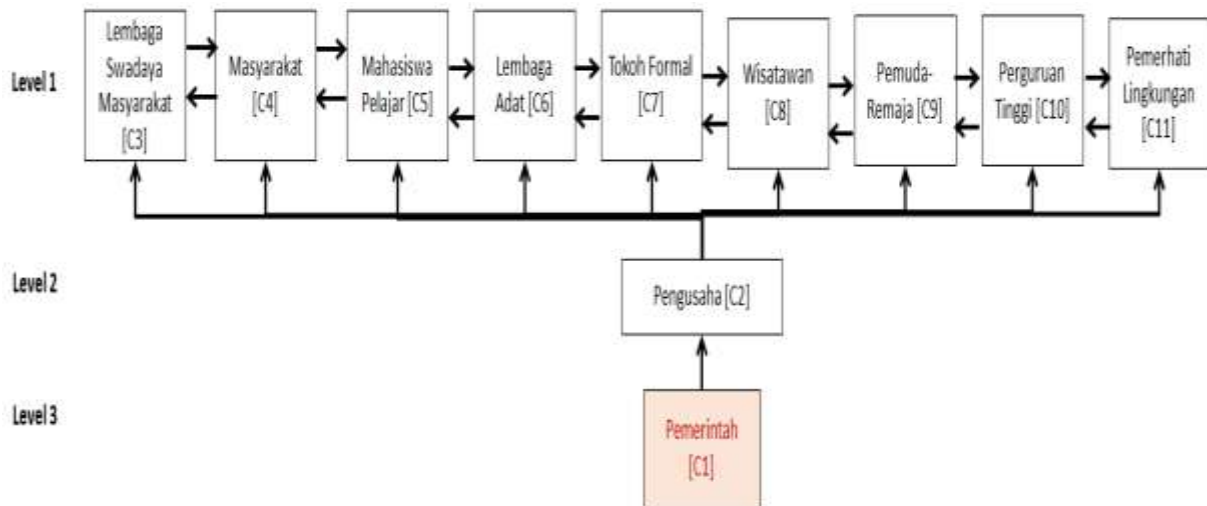 Level 1
Lembaga
Swadaya
Masyarakat
[C3]
Masyarakat
[C4]
Mahasiswa
Pelajar [C5]
Lembaga
Adat [C6]
Tokoh Formal
[C7]
Wisatawan
[C8]
Pemuda-
Remaja [C9]
Perguruan
Tinggi [C10]
Pemerhati
Lingkungan
[C11]
Level 2
Pengusaha [C2]
Level 3
Pemerintah
[C1]